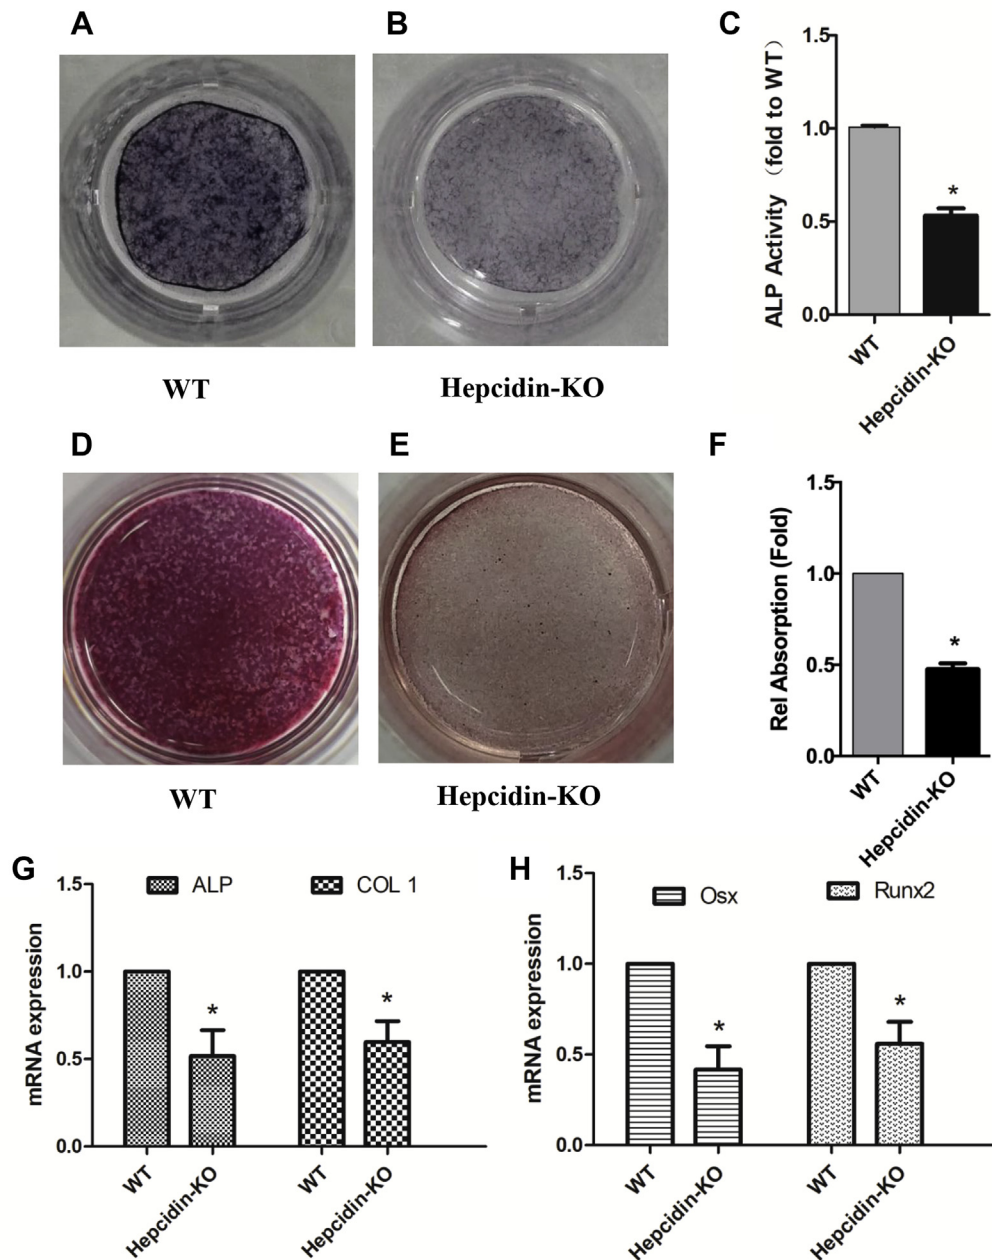 A
B
C
ALP Activity (fold to WT)
1.5
1.0
0.5
0.0
*
WT
Hepcidin-KO
WT
Hepcidin-KO
D
E
F
Rel Absorption (Fold)
1.5
1.0
0.5
0.0
*
WT
Hepcidin-KO
WT
Hepcidin-KO
G
mRNA expression
1.5
1.0
0.5
0.0
ALP
COL 1
*
*
WT
Hepcidin-KO
WT
Hepcidin-KO
H
mRNA expression
1.5
1.0
0.5
0.0
Osx
Runx2
*
*
WT
Hepcidin-KO
WT
Hepcidin-KO